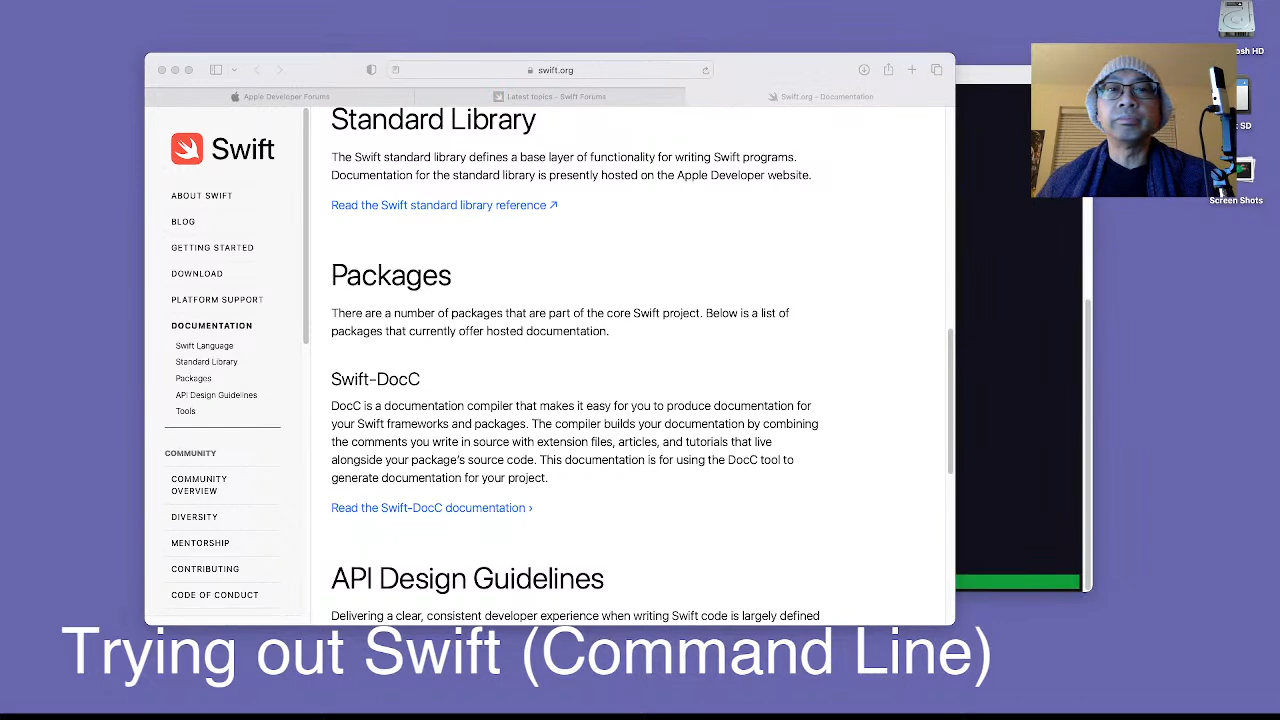 swift.org
Apple Developer Forums
Latest topics - Swift Forums
Swift.org - Documentation
Swift
ABOUT SWIFT
BLOG
GETTING STARTED
DOWNLOAD
PLATFORM SUPPORT
DOCUMENTATION
Swift Language
Standard Library
Packages
API Design Guidelines
Tools
COMMUNITY
COMMUNITY
OVERVIEW
DIVERSITY
MENTORSHIP
CONTRIBUTING
CODE OF CONDUCT
Standard Library
The Swift standard library defines a base layer of functionality for writing Swift programs.
Documentation for the standard library is presently hosted on the Apple Developer website.
Read the Swift standard library reference ↗
Packages
There are a number of packages that are part of the core Swift project. Below is a list of
packages that currently offer hosted documentation.
Swift-DocC
DocC is a documentation compiler that makes it easy for you to produce documentation for
your Swift frameworks and packages. The compiler builds your documentation by combining
the comments you write in source with extension files, articles, and tutorials that live
alongside your package's source code. This documentation is for using the DocC tool to
generate documentation for your project.
Read the Swift-DocC documentation ›
API Design Guidelines
Delivering a clear, consistent developer experience when writing Swift code is largely defined
HD
SD
Screen Shots
Trying out Swift (Command Line)